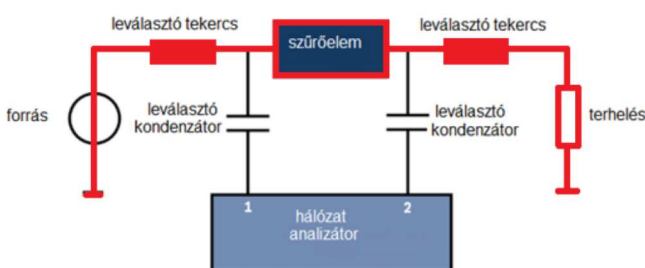 leválasztó tekercs
szűrőelem
leválasztó tekercs
forrás
leválasztó
kondenzátor
leválasztó
kondenzátor
terhelés
1
2
hálózat
analizátor